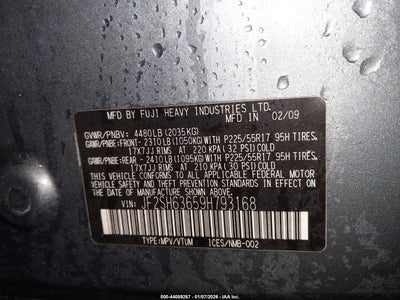 MFD. BY FUJI HEAVY INDUSTRIES LTD.
MFD. IN 02/09
GVWR/PNBV: 4480LB(2035KG)
GAWR/PNBE:FRONT- 2310LB(1050KG)WITH P225/55R17 95H TIRES,
17X7JJ RIMS AT 220 KPA( 32 PSI)COLD
GAWR/PNBE:REAR - 2410 LB(1095KG)WITH P225/55R17 95H TIRES,
17X7JJ RIMS AT 210 KPA( 30 PSI)COLD
THIS VEHICLE CONFORMS TO ALL APPLICABLE FEDERAL
MOTOR VEHICLE SAFETY STANDARDS IN EFFECT ON THE
DATE OF MANUFACTURE SHOWN ABOVE.
VIN: JF2SH63659H793168
TYPE:MPV/VTUM ICES/NMB-002
000-44089267 - 01/07/2026 - IAA, Inc.